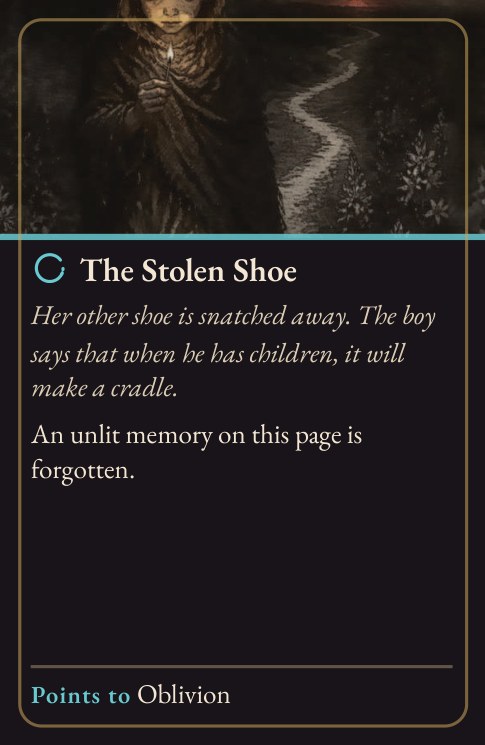 The Stolen Shoe
Her other shoe is snatched away. The boy
says that when he has children, it will
make a cradle.
An unlit memory on this page is
forgotten.
Points to Oblivion